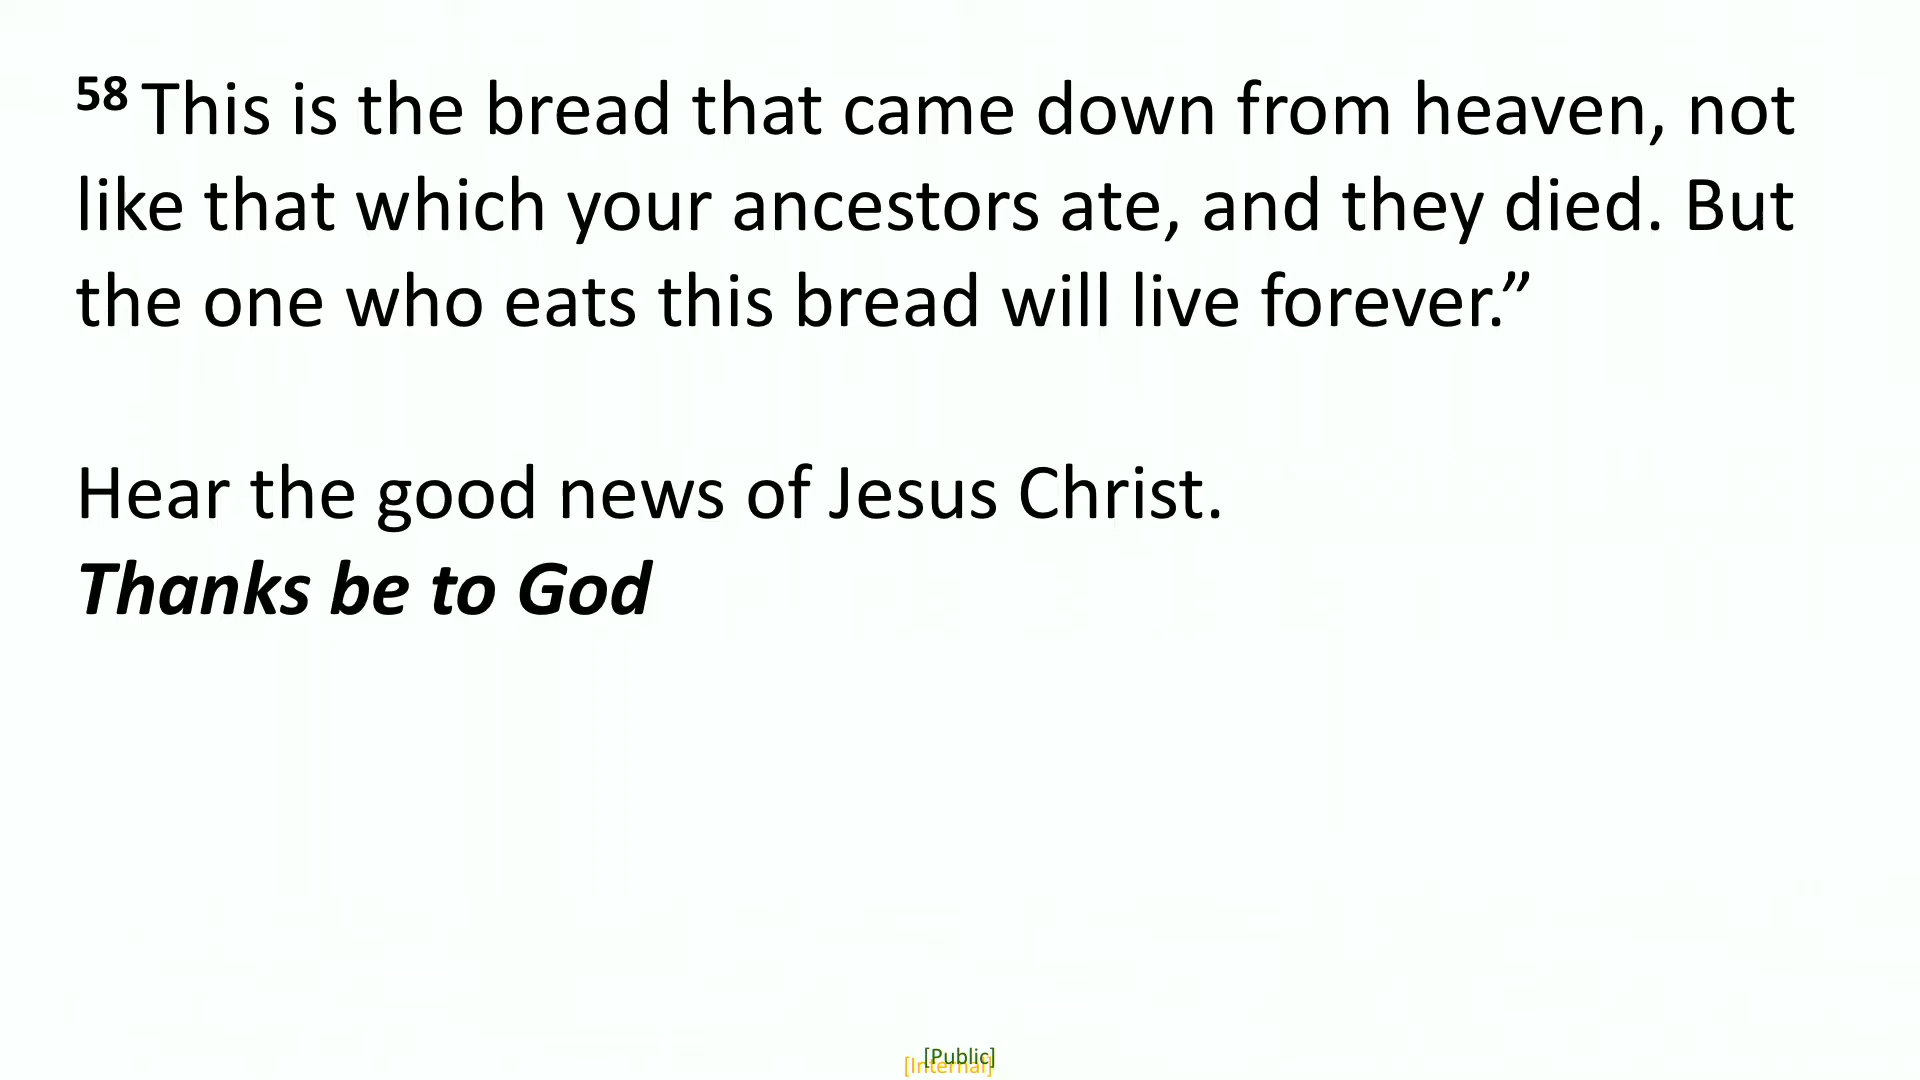 58 This is the bread that came down from heaven, not
like that which your ancestors ate, and they died. But
the one who eats this bread will live forever.”
Hear the good news of Jesus Christ.
Thanks be to God
[Public]
[Internal]